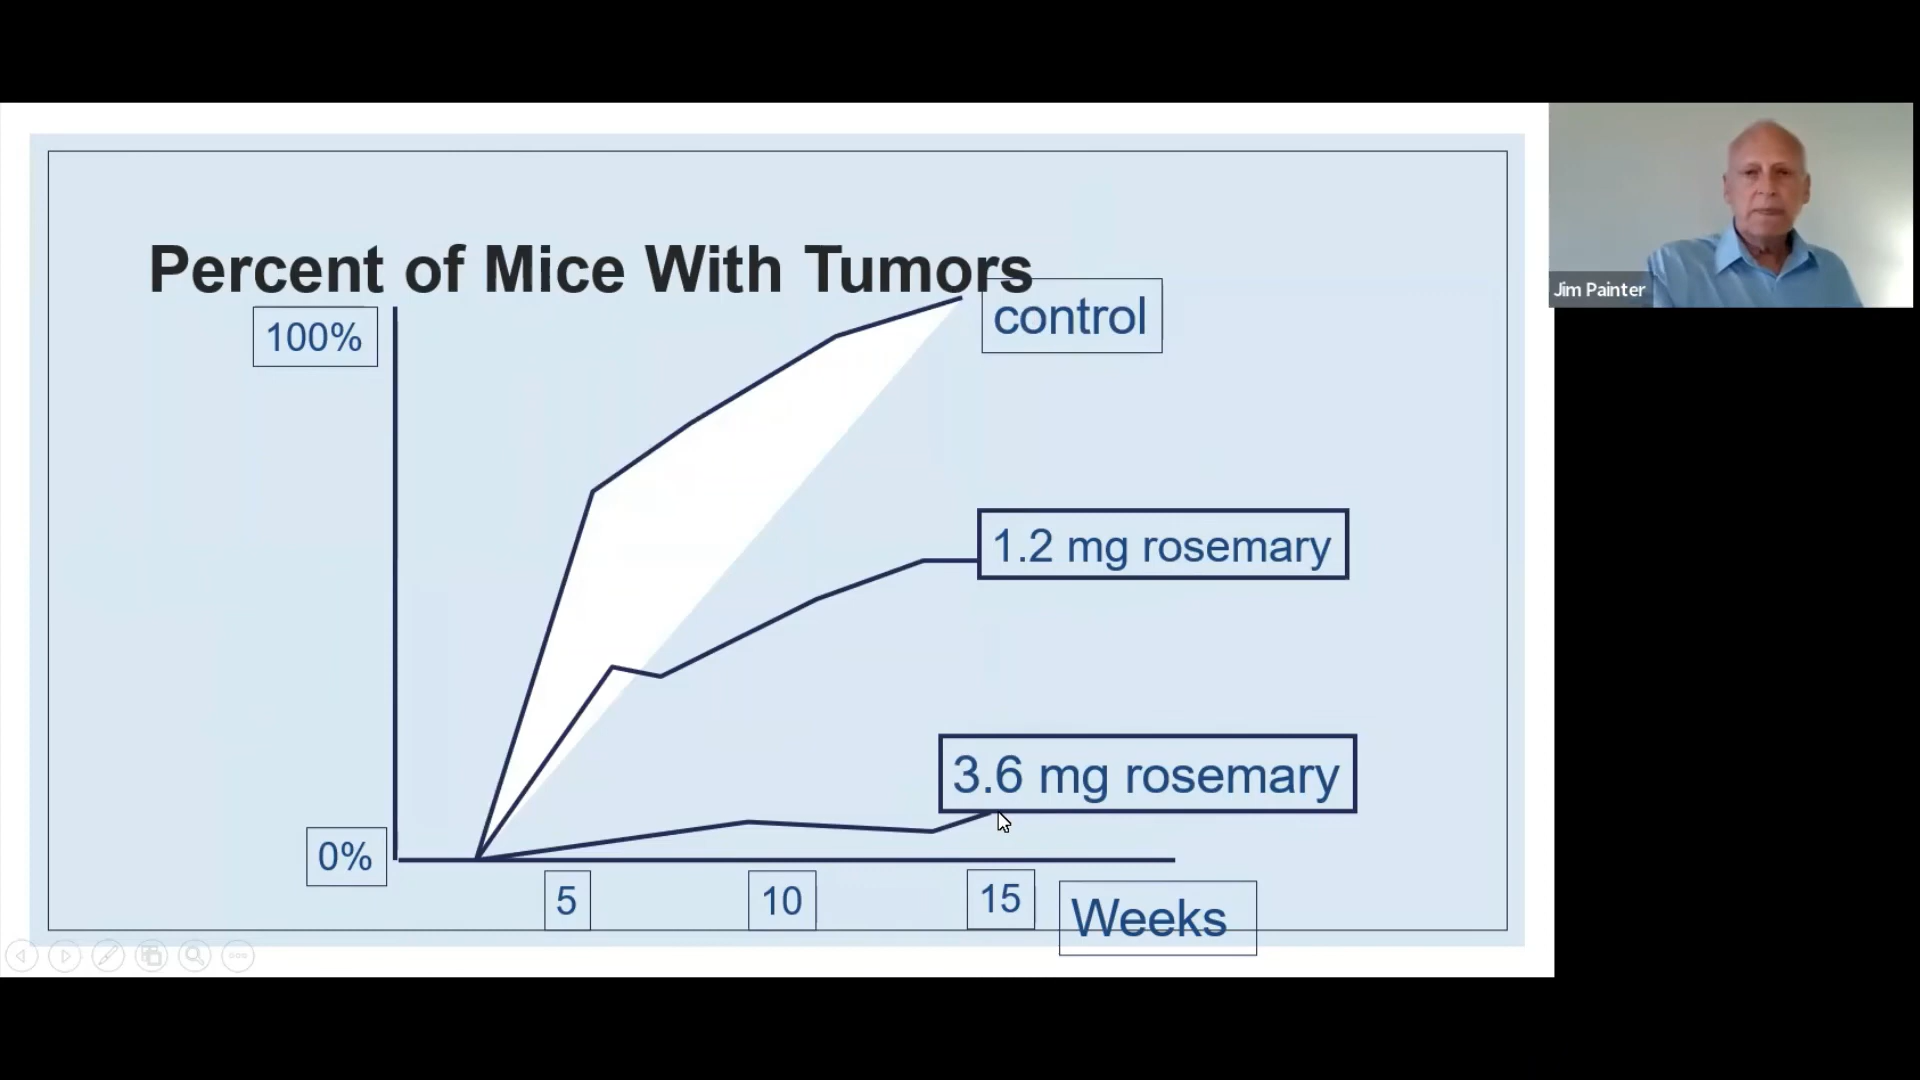 Percent of Mice With Tumors
100%
control
1.2 mg rosemary
3.6 mg rosemary
0%
5
10
15
Weeks
Jim Painter